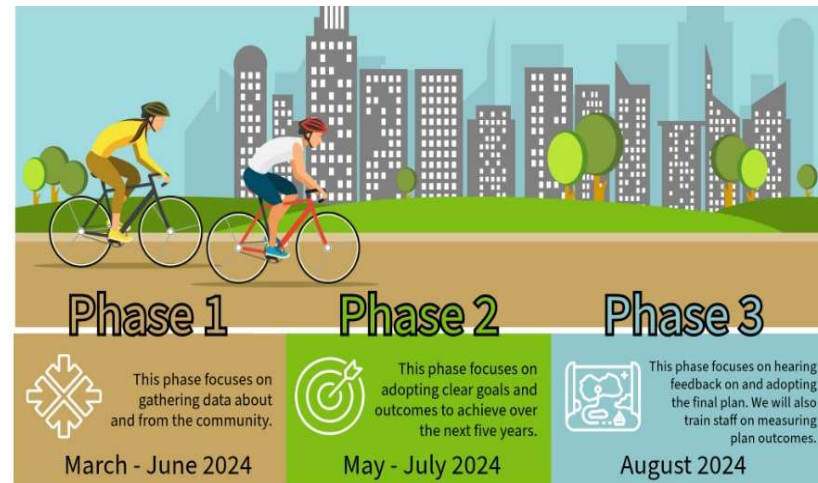 Phase 1
This phase focuses on
gathering data about
and from the community.
March - June 2024
Phase 2
This phase focuses on
adopting clear goals and
outcomes to achieve over
the next five years.
May - July 2024
Phase 3
This phase focuses on hearing
feedback on and adopting
the final plan. We will also
train staff on measuring
plan outcomes.
August 2024